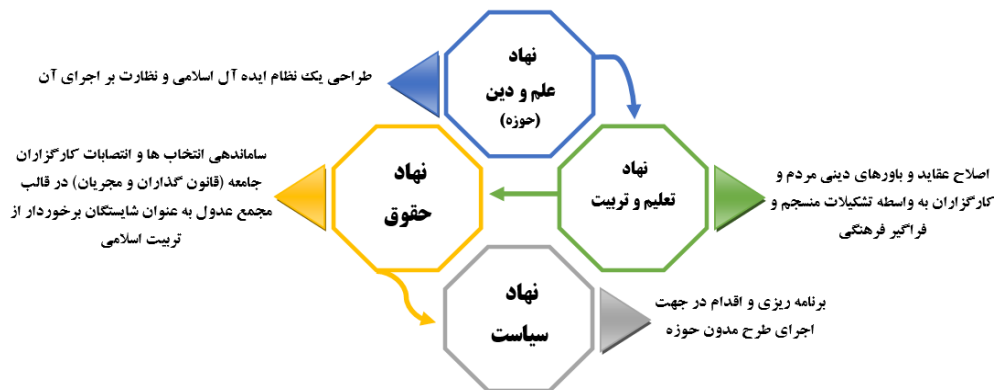 نهاد
علم و دین
(حوزه)
طراحی یک نظام ایده آل اسلامی و نظارت بر اجرای آن
نهاد
تعلیم و تربیت
اصلاح عقاید و باورهای دینی مردم و
کارگزاران به واسطه تشکیلات منسجم و
فراگیر فرهنگی
نهاد
حقوق
ساماندهی انتخاب ها و انتصابات کارگزاران
جامعه (قانون گذاران و مجریان) در قالب
مجمع عدول به عنوان شایستگان برخوردار از
تربیت اسلامی
نهاد
سیاست
برنامه ریزی و اقدام در جهت
اجرای طرح مدون حوزه